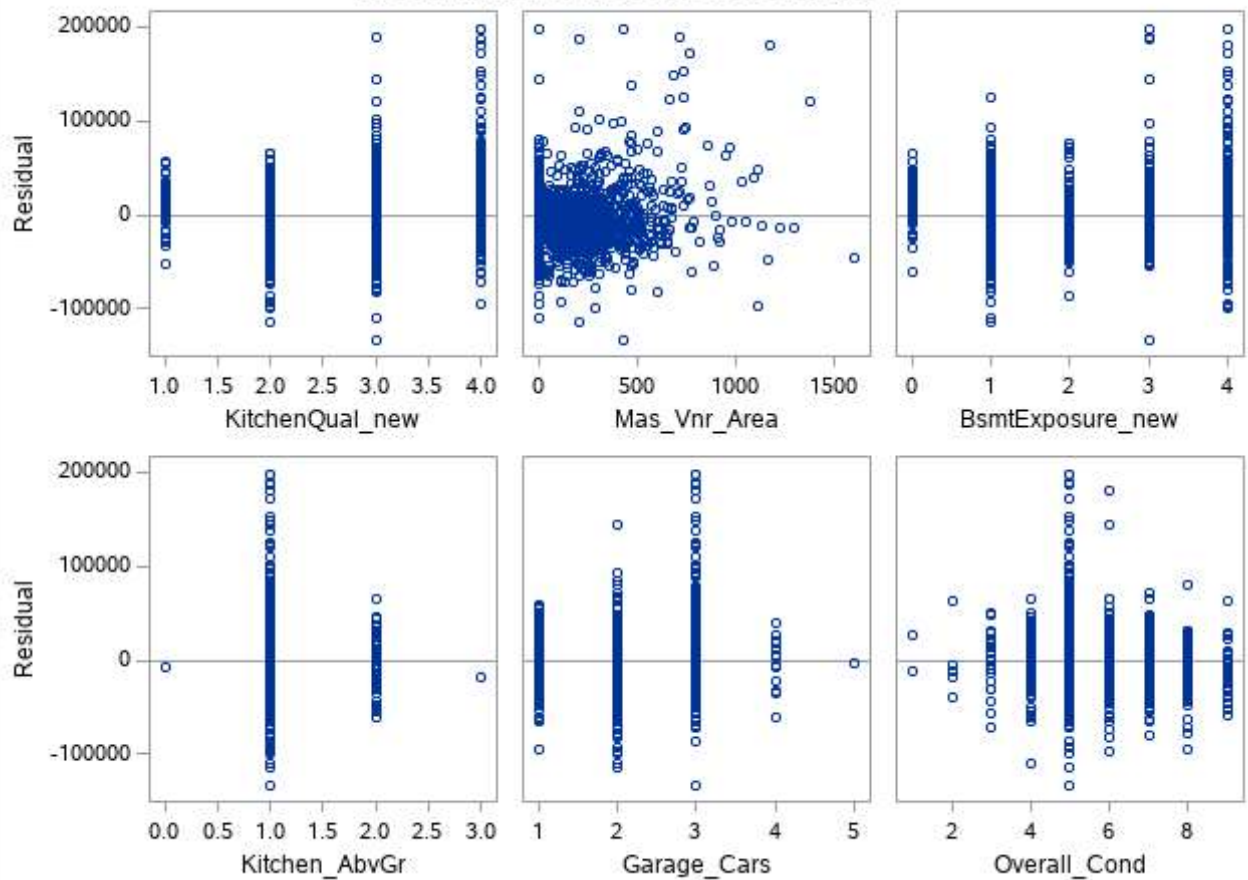 200000
100000
0
-100000
Residual
1.0 1.5 2.0 2.5 3.0 3.5 4.0
KitchenQual_new
0 500 1000 1500
Mas_Vnr_Area
0 1 2 3 4
BsmtExposure_new
200000
100000
0
-100000
Residual
0.0 0.5 1.0 1.5 2.0 2.5 3.0
Kitchen_AbvGr
1 2 3 4 5
Garage_Cars
2 4 6 8
Overall_Cond